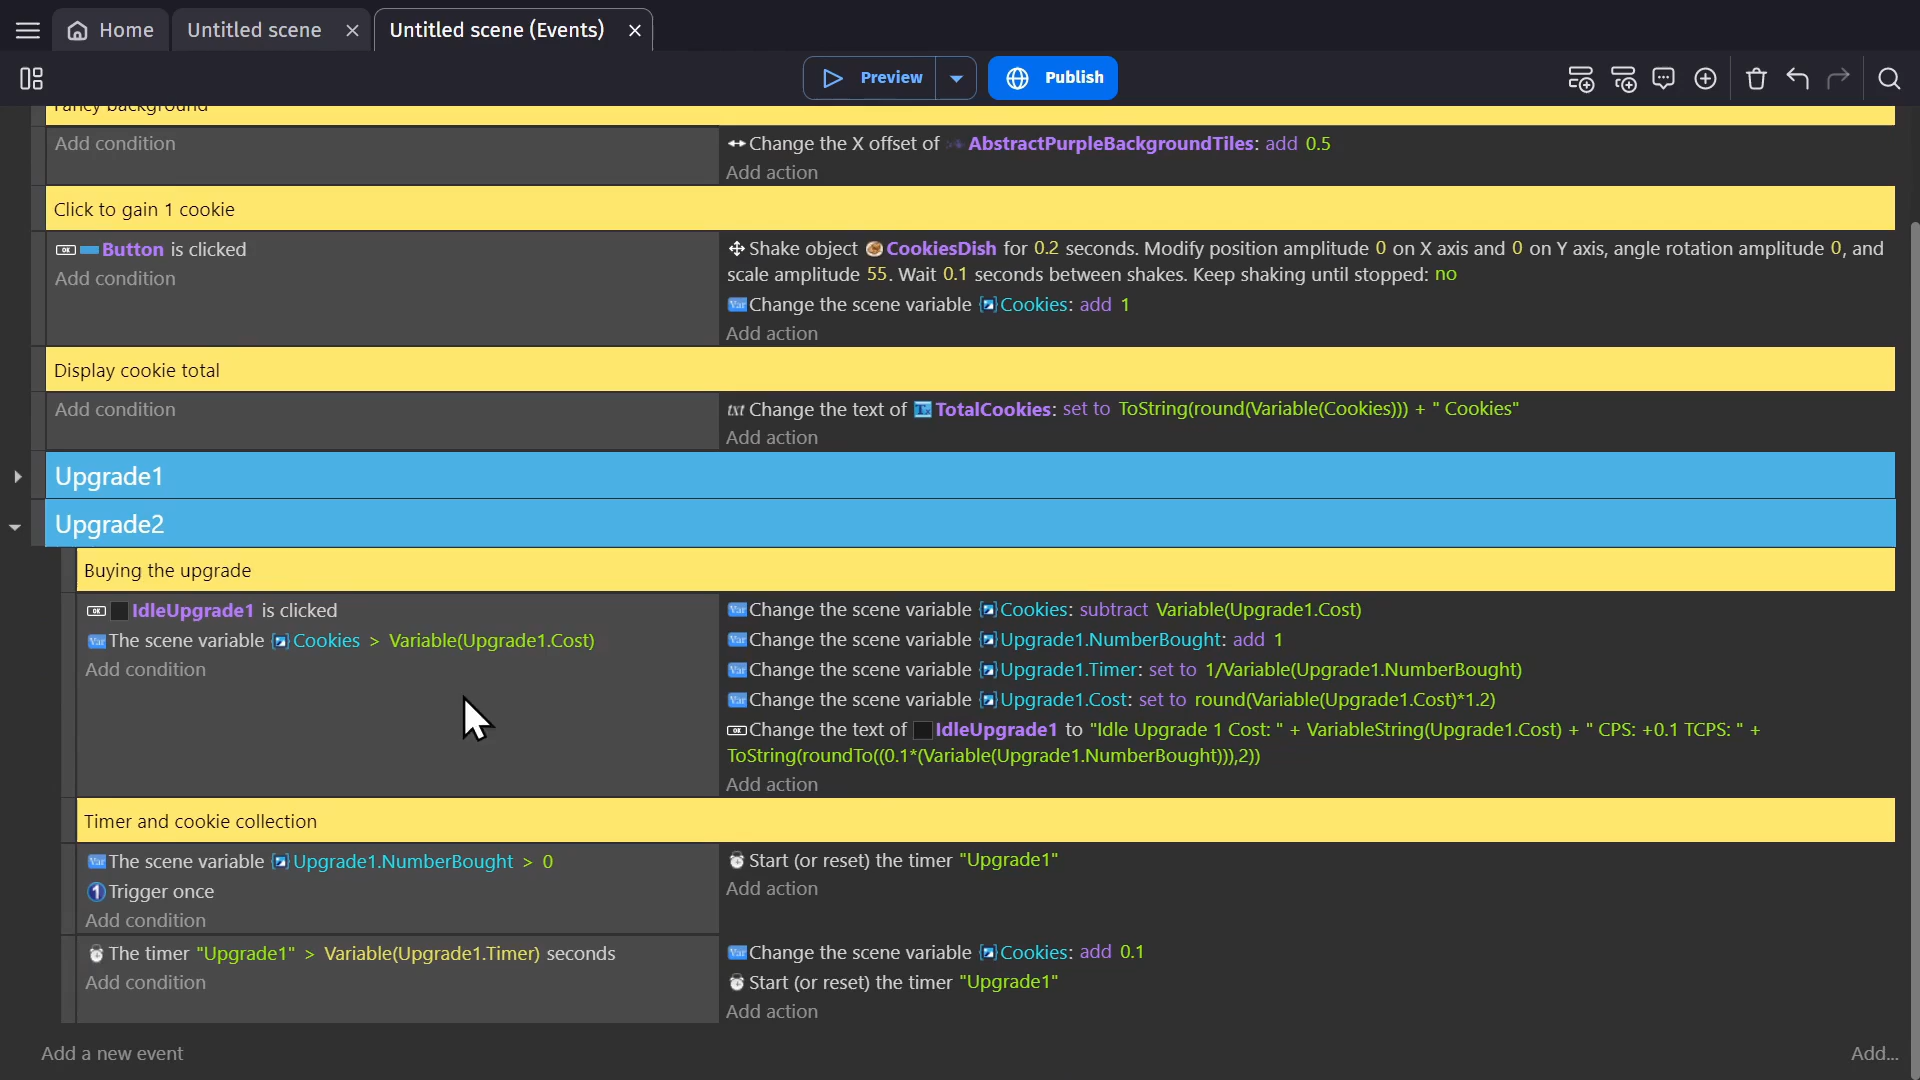 Home
Untitled scene
Untitled scene (Events)
Preview
Publish
Fancy background
Add condition
Change the X offset of AbstractPurpleBackgroundTiles: add 0.5
Add action
Click to gain 1 cookie
Button is clicked
Add condition
Shake object CookiesDish for 0.2 seconds. Modify position amplitude 0 on X axis and 0 on Y axis, angle rotation amplitude 0, and
scale amplitude 55. Wait 0.1 seconds between shakes. Keep shaking until stopped: no
Change the scene variable Cookies: add 1
Add action
Display cookie total
Add condition
Change the text of TotalCookies: set to ToString(round(Variable(Cookies))) + " Cookies"
Add action
Upgrade1
Upgrade2
Buying the upgrade
IdleUpgrade1 is clicked
The scene variable Cookies > Variable(Upgrade1.Cost)
Add condition
Change the scene variable Cookies: subtract Variable(Upgrade1.Cost)
Change the scene variable Upgrade1.NumberBought: add 1
Change the scene variable Upgrade1.Timer: set to 1/Variable(Upgrade1.NumberBought)
Change the scene variable Upgrade1.Cost: set to round(Variable(Upgrade1.Cost)*1.2)
Change the text of IdleUpgrade1 to "Idle Upgrade 1 Cost: " + VariableString(Upgrade1.Cost) + " CPS: +0.1 TCPS: " +
ToString(roundTo((0.1*(Variable(Upgrade1.NumberBought))),2))
Add action
Timer and cookie collection
The scene variable Upgrade1.NumberBought > 0
Trigger once
Add condition
Start (or reset) the timer "Upgrade1"
Add action
The timer "Upgrade1" > Variable(Upgrade1.Timer) seconds
Add condition
Change the scene variable Cookies: add 0.1
Start (or reset) the timer "Upgrade1"
Add action
Add a new event
Add...